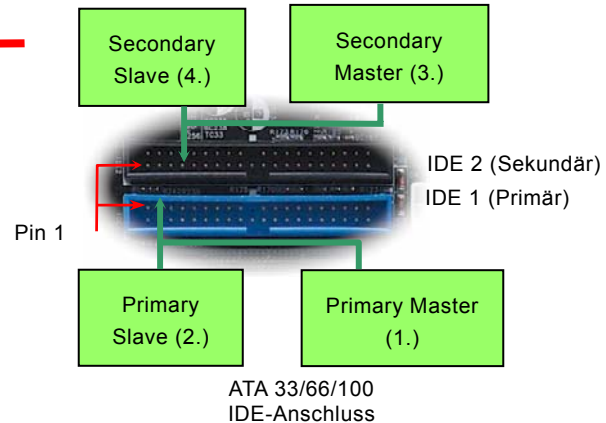 Secondary
Slave (4.)
Secondary
Master (3.)
IDE 2 (Sekundär)
IDE 1 (Primär)
Pin 1
Primary
Slave (2.)
Primary Master
(1.)
ATA 33/66/100
IDE-Anschluss